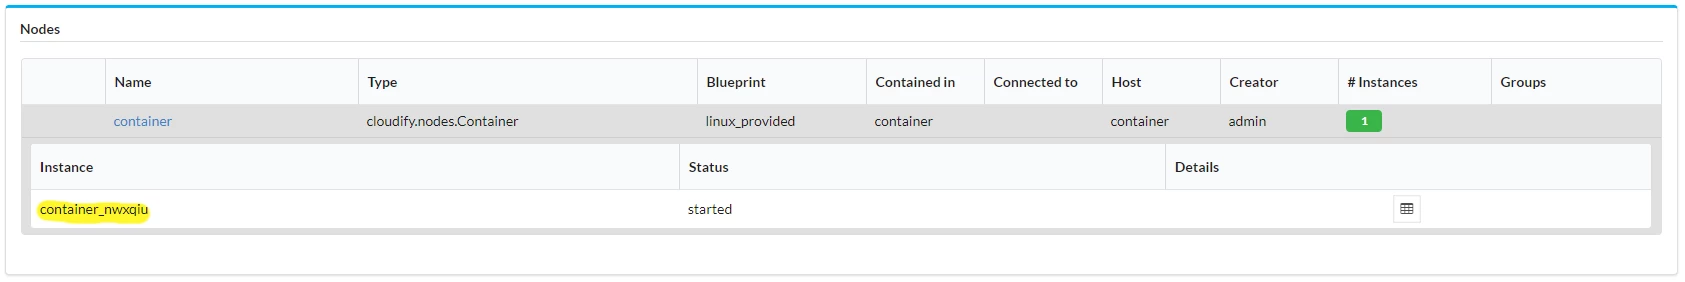 Nodes
Name Type Blueprint Contained in Connected to Host Creator # Instances Groups
container cloudify.nodes.Container linux_provided container container admin 1
Instance Status Details
container_nwxqiu started